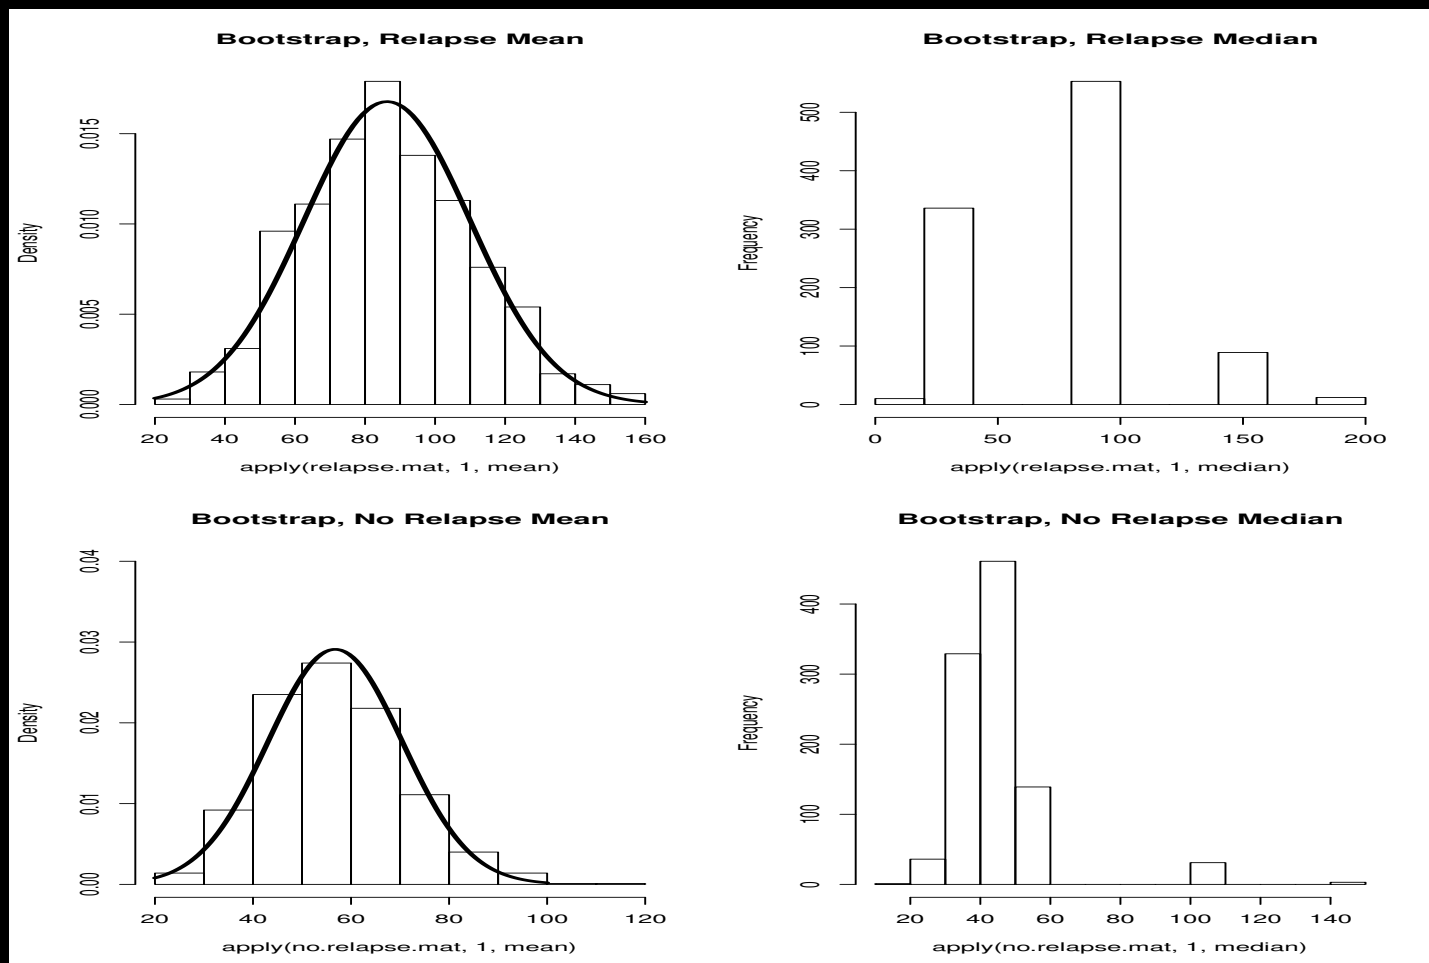 Bootstrap, Relapse Mean
Density
0.000 0.005 0.010 0.015
20 40 60 80 100 120 140 160
apply(relapse.mat, 1, mean)
Bootstrap, Relapse Median
Frequency
0 100 200 300 400 500
0 50 100 150 200
apply(relapse.mat, 1, median)
Bootstrap, No Relapse Mean
Density
0.00 0.01 0.02 0.03 0.04
20 40 60 80 100 120
apply(no.relapse.mat, 1, mean)
Bootstrap, No Relapse Median
Frequency
0 100 200 300 400
20 40 60 80 100 120 140
apply(no.relapse.mat, 1, median)